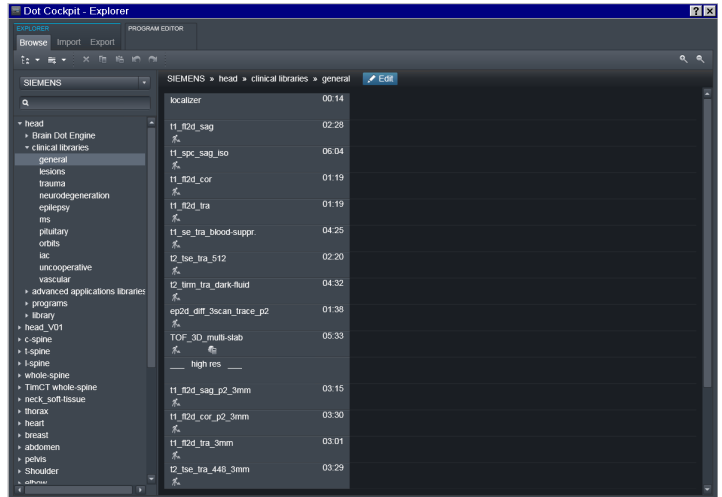 Dot Cockpit - Explorer
EXPLORER
PROGRAM EDITOR
Browse Import Export
SIEMENS
SIEMENS » head » clinical libraries » general Edit
head
Brain Dot Engine
clinical libraries
general
lesions
trauma
neurodegeneration
epilepsy
ms
pituitary
orbits
iac
uncooperative
vascular
advanced applications libraries
programs
library
head_V01
c-spine
t-spine
l-spine
whole-spine
TimCT whole-spine
neck_soft-tissue
thorax
heart
breast
abdomen
pelvis
Shoulder
elbow
localizer 00:14
t1_fl2d_sag 02:28
t1_spc_sag_iso 06:04
t1_fl2d_cor 01:19
t1_fl2d_tra 01:19
t1_se_tra_blood-suppr. 04:25
t2_tse_tra_512 02:20
t2_tirm_tra_dark-fluid 04:32
ep2d_diff_3scan_trace_p2 01:38
TOF_3D_multi-slab 05:33
___ high res ___
t1_fl2d_sag_p2_3mm 03:15
t1_fl2d_cor_p2_3mm 03:30
t1_fl2d_tra_3mm 03:01
t2_tse_tra_448_3mm 03:29